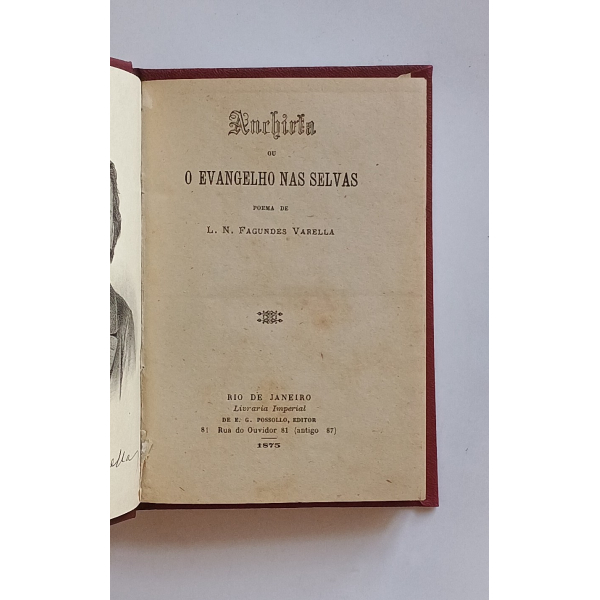 Anchieta
OU
O EVANGELHO NAS SELVAS
POEMA DE
L. N. FAGUNDES VARELLA
RIO DE JANEIRO
Livraria Imperial
DE E. G. POSSOLLO, EDITOR
81 Rua do Ouvidor 81 (antigo 87)
1875
ella